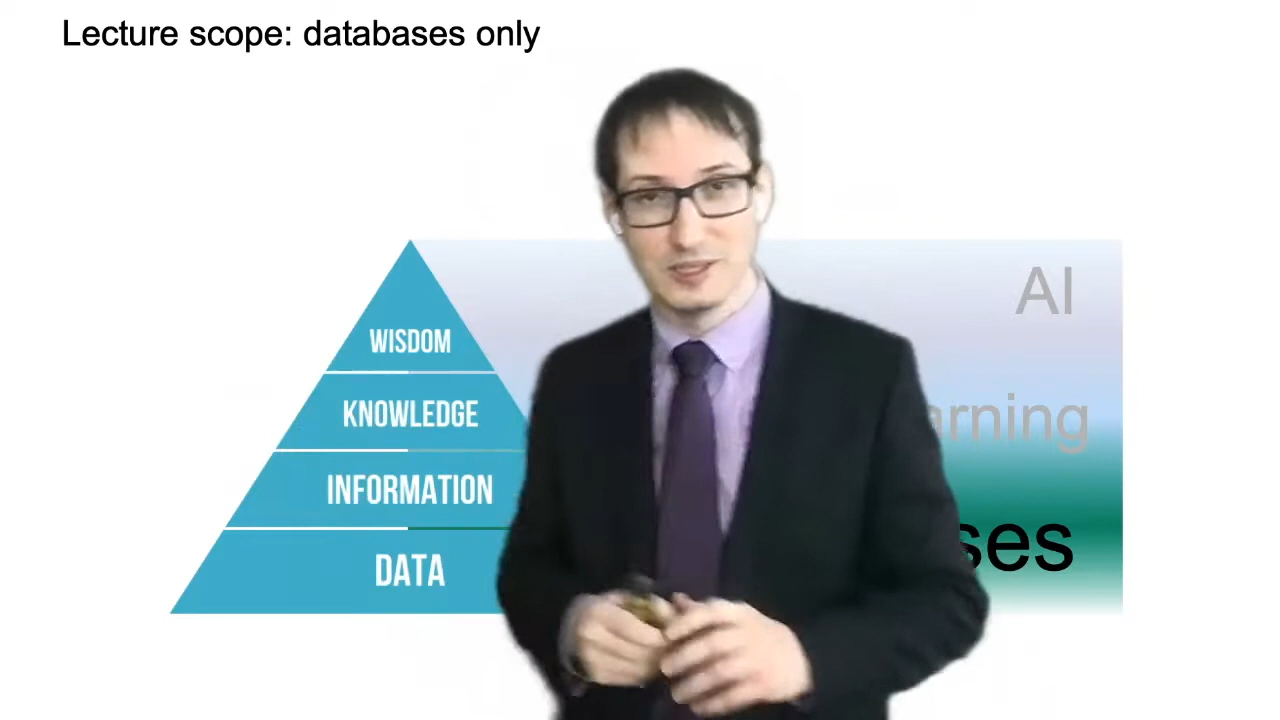 Lecture scope: databases only
AI
WISDOM
KNOWLEDGE
INFORMATION
DATA